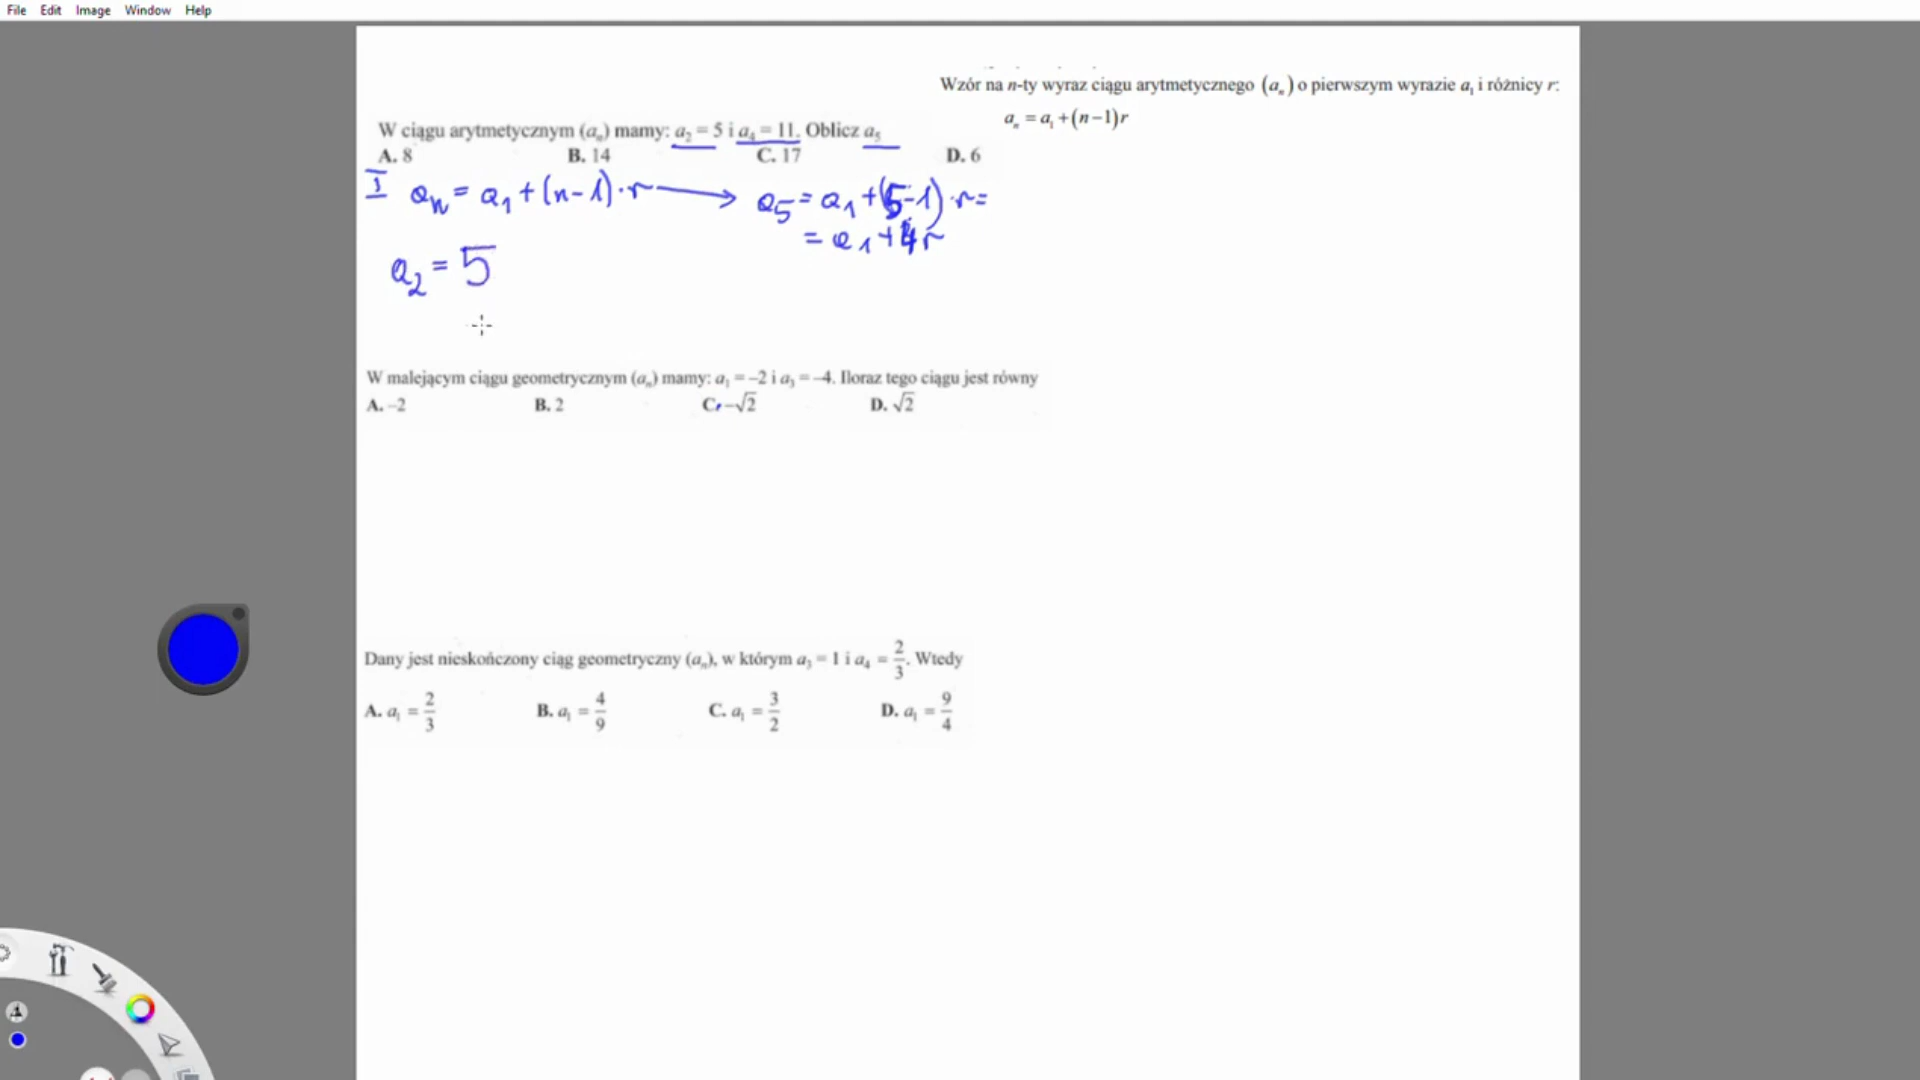 File Edit Image Window Help
Wzór na n-ty wyraz ciągu arytmetycznego (aₙ) o pierwszym wyrazie a₁ i różnicy r:
aₙ = a₁ + (n−1)r
W ciągu arytmetycznym (aₙ) mamy: a₂ = 5 i a₄ = 11. Oblicz a₅
A. 8 B. 14 C. 17 D. 6
I aₙ = a₁ + (n−1)·r → a₅ = a₁ + (5−1)·r =
= a₁ + 4r
a₂ = 5
W malejącym ciągu geometrycznym (aₙ) mamy: a₁ = −2 i a₃ = −4. Iloraz tego ciągu jest równy
A. −2 B. 2 C. −√2 D. √2
Dany jest nieskończony ciąg geometryczny (aₙ), w którym a₃ = 1 i a₄ = 2/3. Wtedy
A. a₁ = 2/3 B. a₁ = 4/9 C. a₁ = 3/2 D. a₁ = 9/4